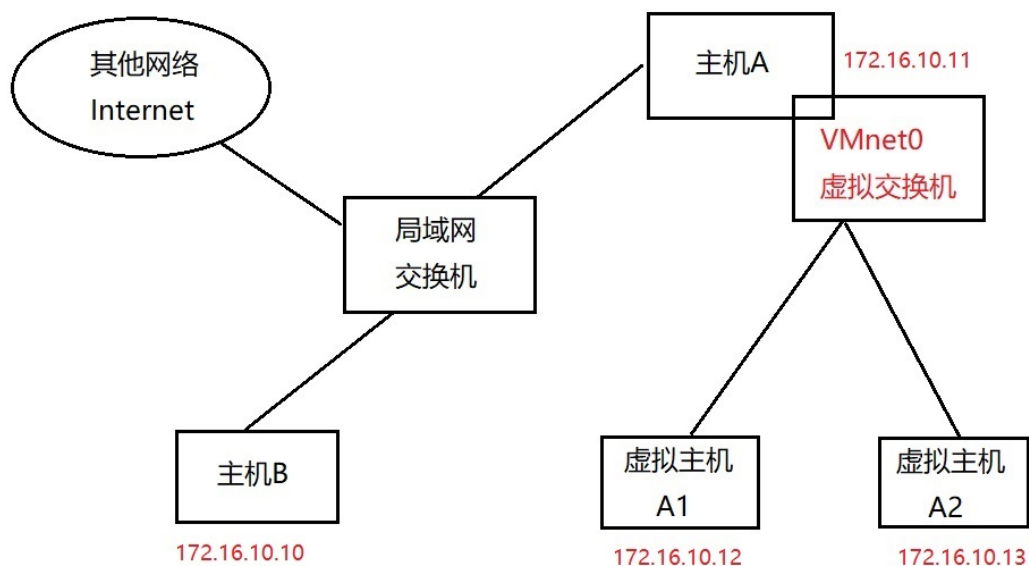 其他网络
Internet
主机A
172.16.10.11
VMnet0
虚拟交换机
局域网
交换机
主机B
172.16.10.10
虚拟主机
A1
172.16.10.12
虚拟主机
A2
172.16.10.13